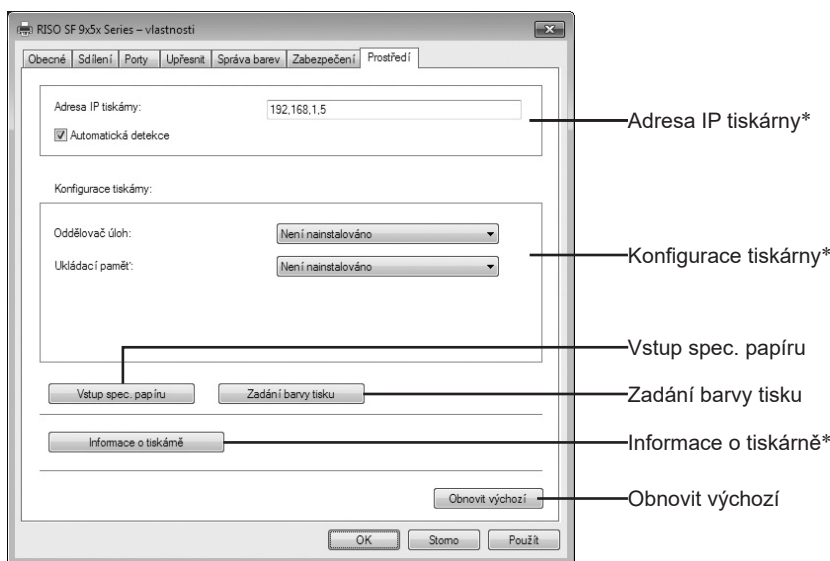 RISO SF 9x5x Series – vlastnosti
Obecné Sdílení Porty Upřesnit Správa barev Zabezpečení Prostředí
Adresa IP tiskárny: 192,168,1,5
Automatická detekce
Konfigurace tiskárny:
Oddělovač úloh: Není nainstalováno
Ukládací paměť: Není nainstalováno
Vstup spec. papíru Zadání barvy tisku
Informace o tiskárně
Obnovit výchozí
OK Storno Použít
Adresa IP tiskárny*
Konfigurace tiskárny*
Vstup spec. papíru
Zadání barvy tisku
Informace o tiskárně*
Obnovit výchozí